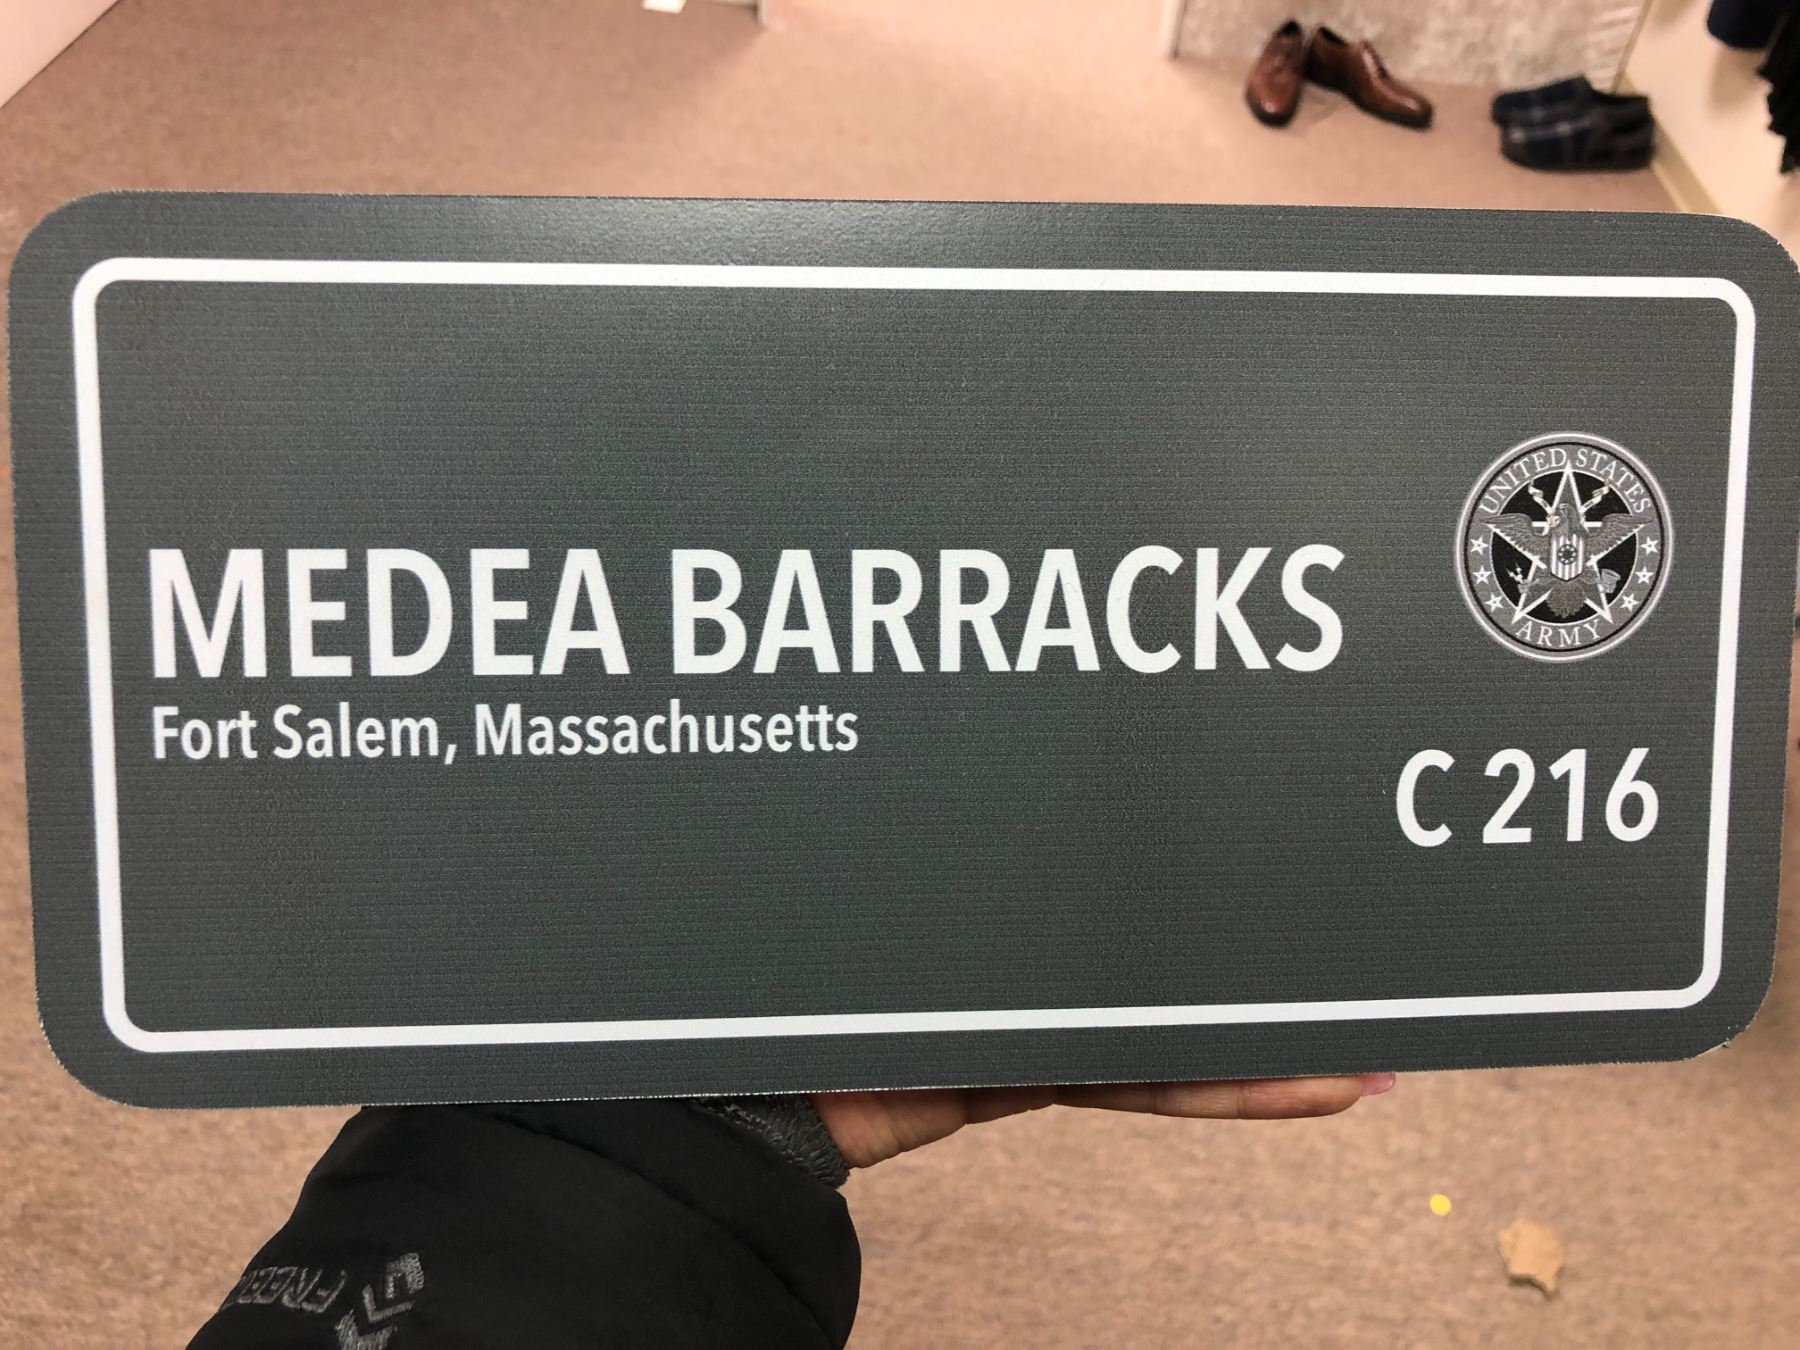 MEDEA BARRACKS
Fort Salem, Massachusetts
UNITED STATES
ARMY
C 216